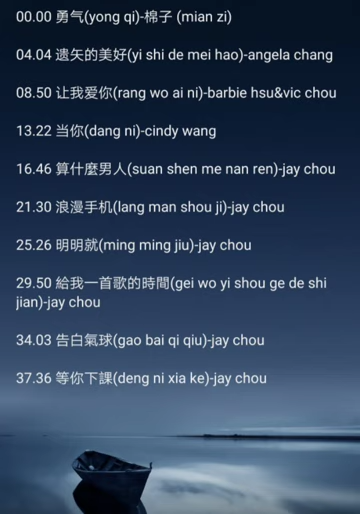 00.00 勇气(yong qi)-棉子 (mian zi)
04.04 遗矢的美好(yi shi de mei hao)-angela chang
08.50 让我爱你(rang wo ai ni)-barbie hsu&vic chou
13.22 当你(dang ni)-cindy wang
16.46 算什麼男人(suan shen me nan ren)-jay chou
21.30 浪漫手机(lang man shou ji)-jay chou
25.26 明明就(ming ming jiu)-jay chou
29.50 給我一首歌的時間(gei wo yi shou ge de shi
jian)-jay chou
34.03 告白氣球(gao bai qi qiu)-jay chou
37.36 等你下課(deng ni xia ke)-jay chou